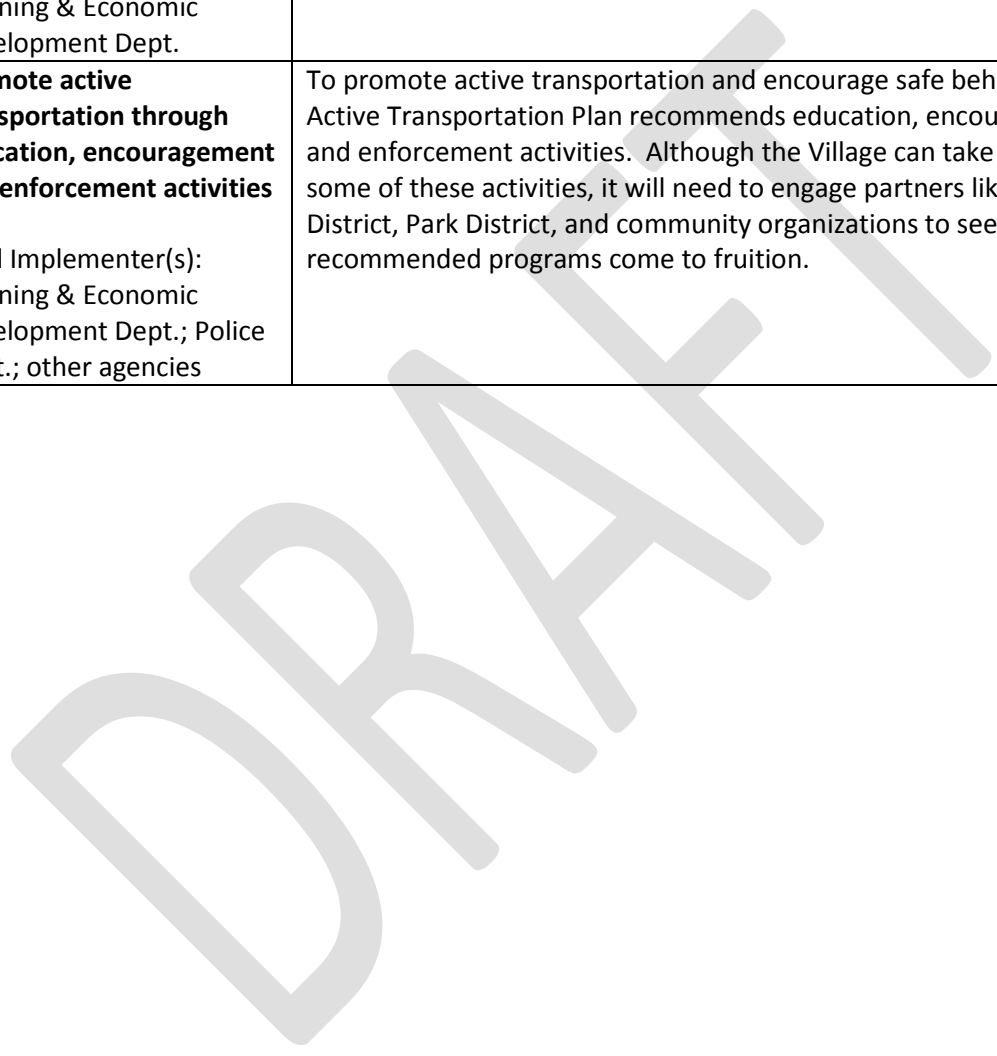 ning & Economic
elopment Dept.
mote active
sportation through
cation, encouragement
enforcement activities
Implementer(s):
ning & Economic
elopment Dept.; Police
t.; other agencies
To promote active transportation and encourage safe beh
Active Transportation Plan recommends education, encou
and enforcement activities.  Although the Village can take
some of these activities, it will need to engage partners lik
District, Park District, and community organizations to see
recommended programs come to fruition.
DRAFT